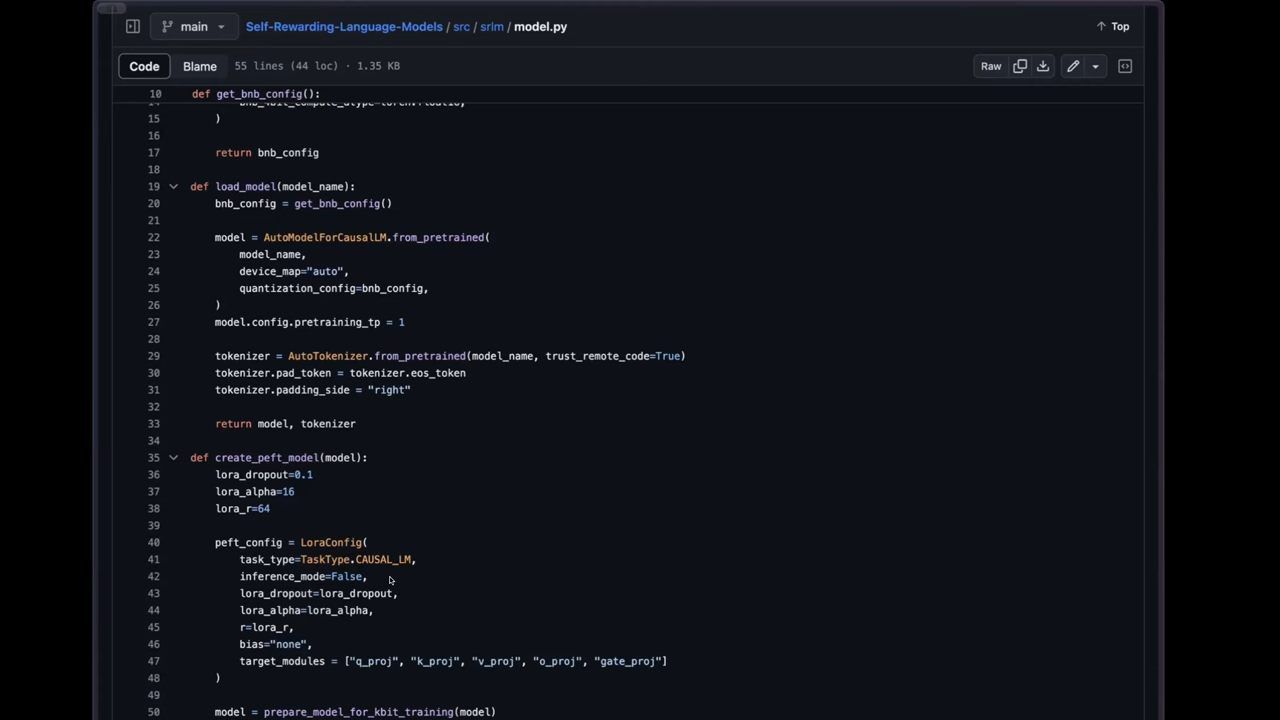 main
Self-Rewarding-Language-Models / src / srlm / model.py
Top
Code Blame 55 lines (44 loc) · 1.35 KB
Raw
10 def get_bnb_config():
15 )
16
17 return bnb_config
18
19 def load_model(model_name):
20 bnb_config = get_bnb_config()
21
22 model = AutoModelForCausalLM.from_pretrained(
23 model_name,
24 device_map="auto",
25 quantization_config=bnb_config,
26 )
27 model.config.pretraining_tp = 1
28
29 tokenizer = AutoTokenizer.from_pretrained(model_name, trust_remote_code=True)
30 tokenizer.pad_token = tokenizer.eos_token
31 tokenizer.padding_side = "right"
32
33 return model, tokenizer
34
35 def create_peft_model(model):
36 lora_dropout=0.1
37 lora_alpha=16
38 lora_r=64
39
40 peft_config = LoraConfig(
41 task_type=TaskType.CAUSAL_LM,
42 inference_mode=False,
43 lora_dropout=lora_dropout,
44 lora_alpha=lora_alpha,
45 r=lora_r,
46 bias="none",
47 target_modules = ["q_proj", "k_proj", "v_proj", "o_proj", "gate_proj"]
48 )
49
50 model = prepare_model_for_kbit_training(model)